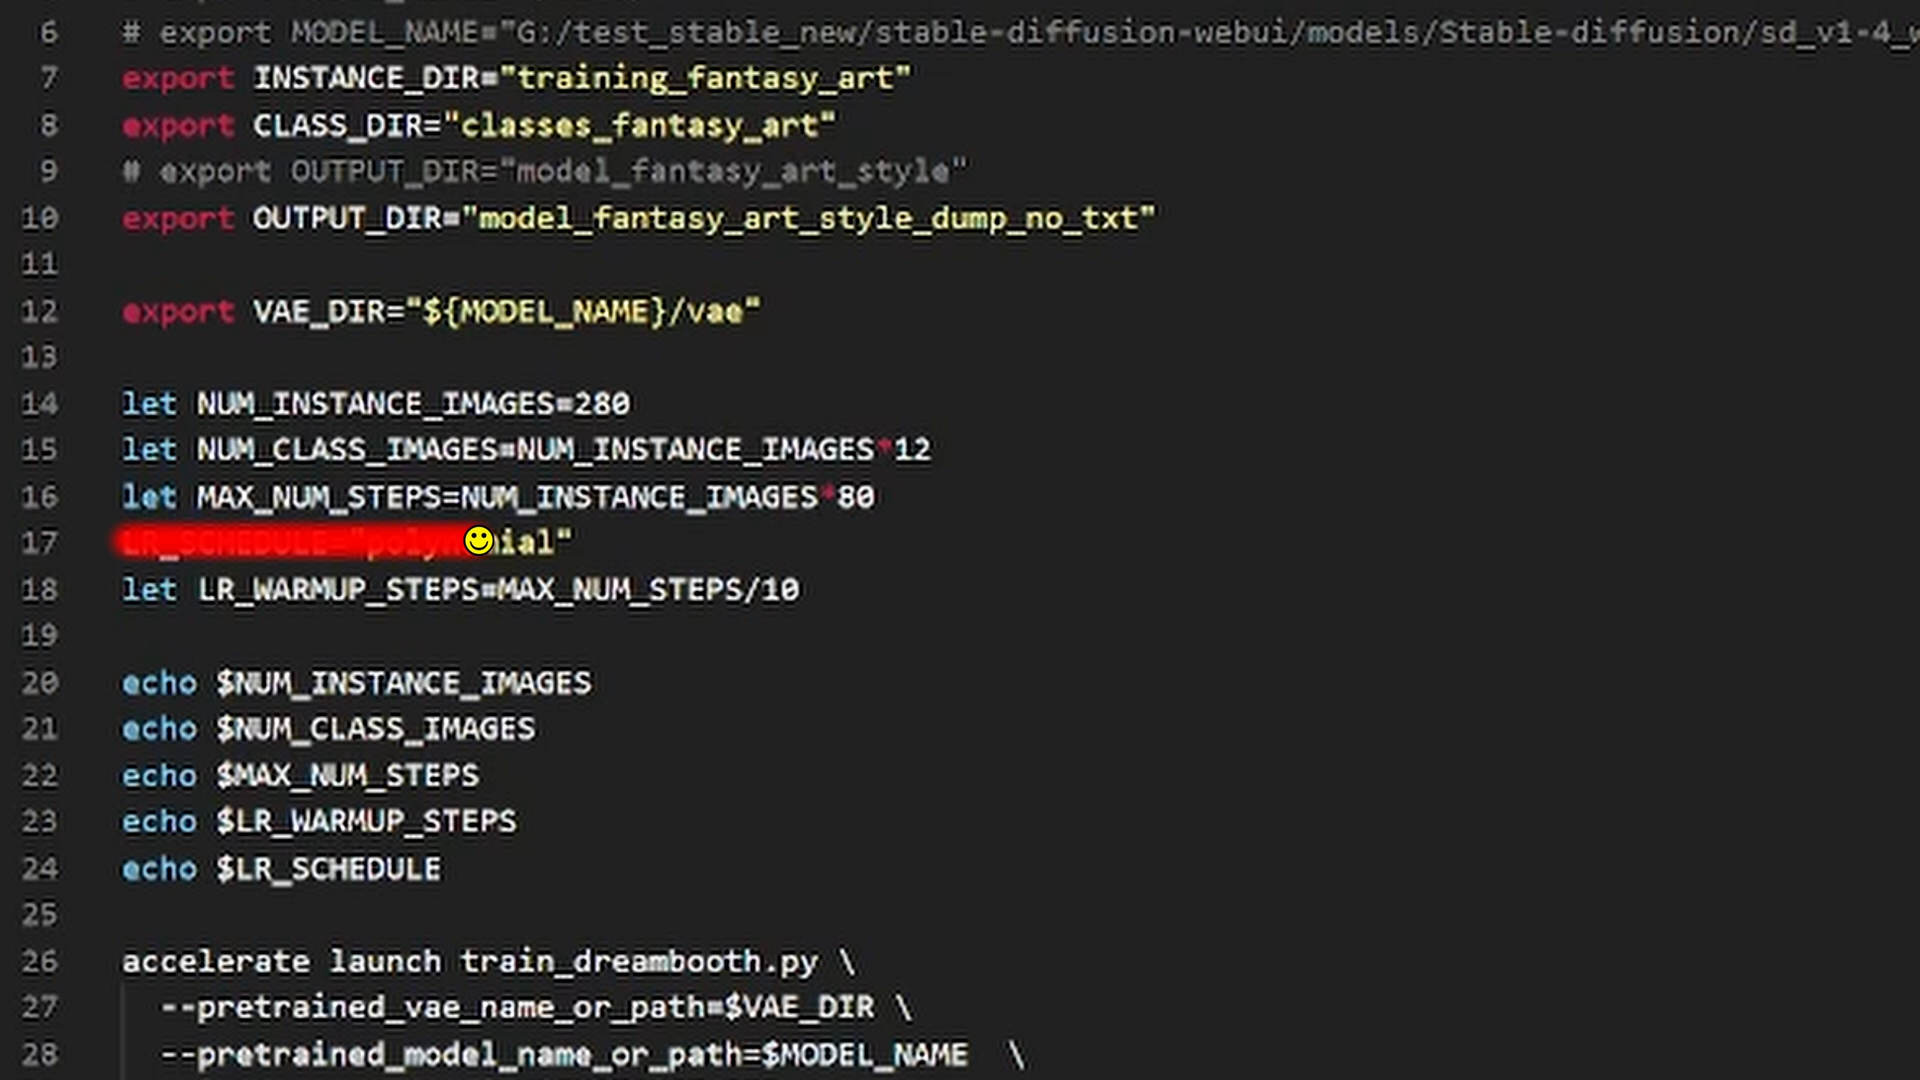 6 # export MODEL_NAME="G:/test_stable_new/stable-diffusion-webui/models/Stable-diffusion/sd_v1-4_w
7 export INSTANCE_DIR="training_fantasy_art"
8 export CLASS_DIR="classes_fantasy_art"
9 # export OUTPUT_DIR="model_fantasy_art_style"
10 export OUTPUT_DIR="model_fantasy_art_style_dump_no_txt"
11
12 export VAE_DIR="${MODEL_NAME}/vae"
13
14 let NUM_INSTANCE_IMAGES=280
15 let NUM_CLASS_IMAGES=NUM_INSTANCE_IMAGES*12
16 let MAX_NUM_STEPS=NUM_INSTANCE_IMAGES*80
17 LR_SCHEDULE=
18 let LR_WARMUP_STEPS=MAX_NUM_STEPS/10
19
20 echo $NUM_INSTANCE_IMAGES
21 echo $NUM_CLASS_IMAGES
22 echo $MAX_NUM_STEPS
23 echo $LR_WARMUP_STEPS
24 echo $LR_SCHEDULE
25
26 accelerate launch train_dreambooth.py \
27 --pretrained_vae_name_or_path=$VAE_DIR \
28 --pretrained_model_name_or_path=$MODEL_NAME \